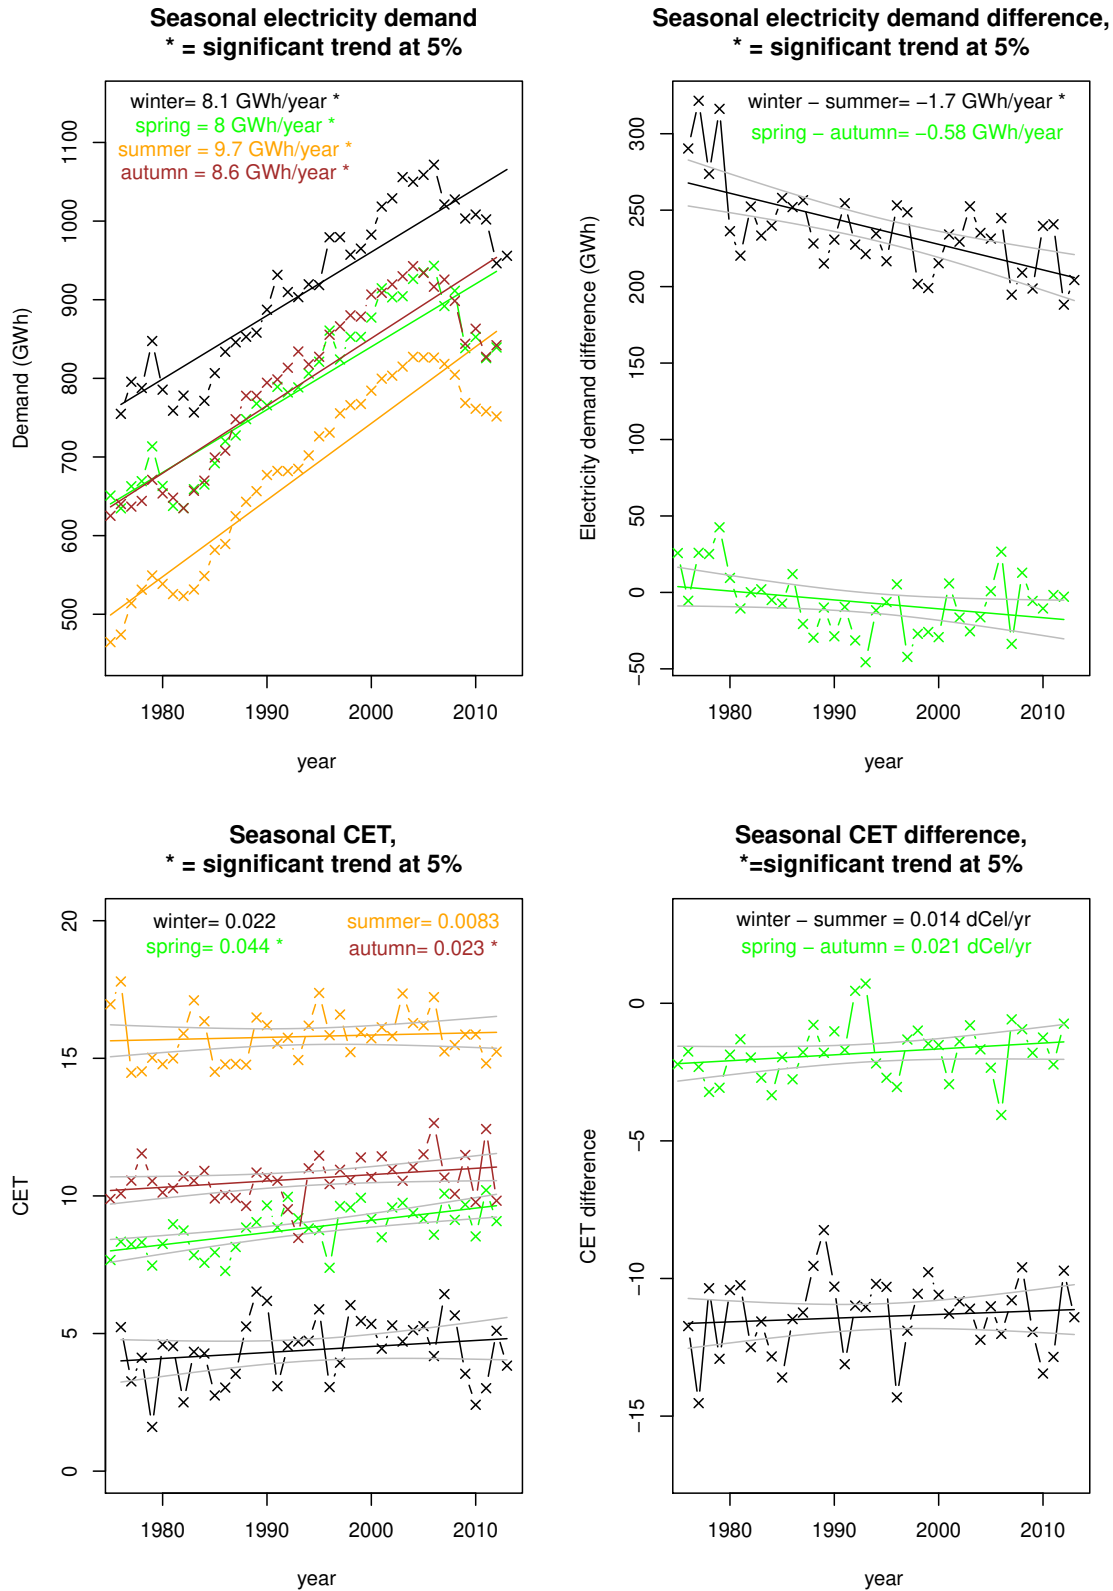 Seasonal electricity demand
* = significant trend at 5%
winter= 8.1 GWh/year *
spring = 8 GWh/year *
summer = 9.7 GWh/year *
autumn = 8.6 GWh/year *
Demand (GWh)
500
600
700
800
900
1000
1100
1980
1990
2000
2010
year
Seasonal electricity demand difference,
* = significant trend at 5%
winter − summer= −1.7 GWh/year *
spring − autumn= −0.58 GWh/year
Electricity demand difference (GWh)
−50
0
50
100
150
200
250
300
1980
1990
2000
2010
year
Seasonal CET,
* = significant trend at 5%
winter= 0.022
summer= 0.0083
spring= 0.044 *
autumn= 0.023 *
CET
0
5
10
15
20
1980
1990
2000
2010
year
Seasonal CET difference,
*=significant trend at 5%
winter − summer = 0.014 dCel/yr
spring − autumn = 0.021 dCel/yr
CET difference
−15
−10
−5
0
1980
1990
2000
2010
year